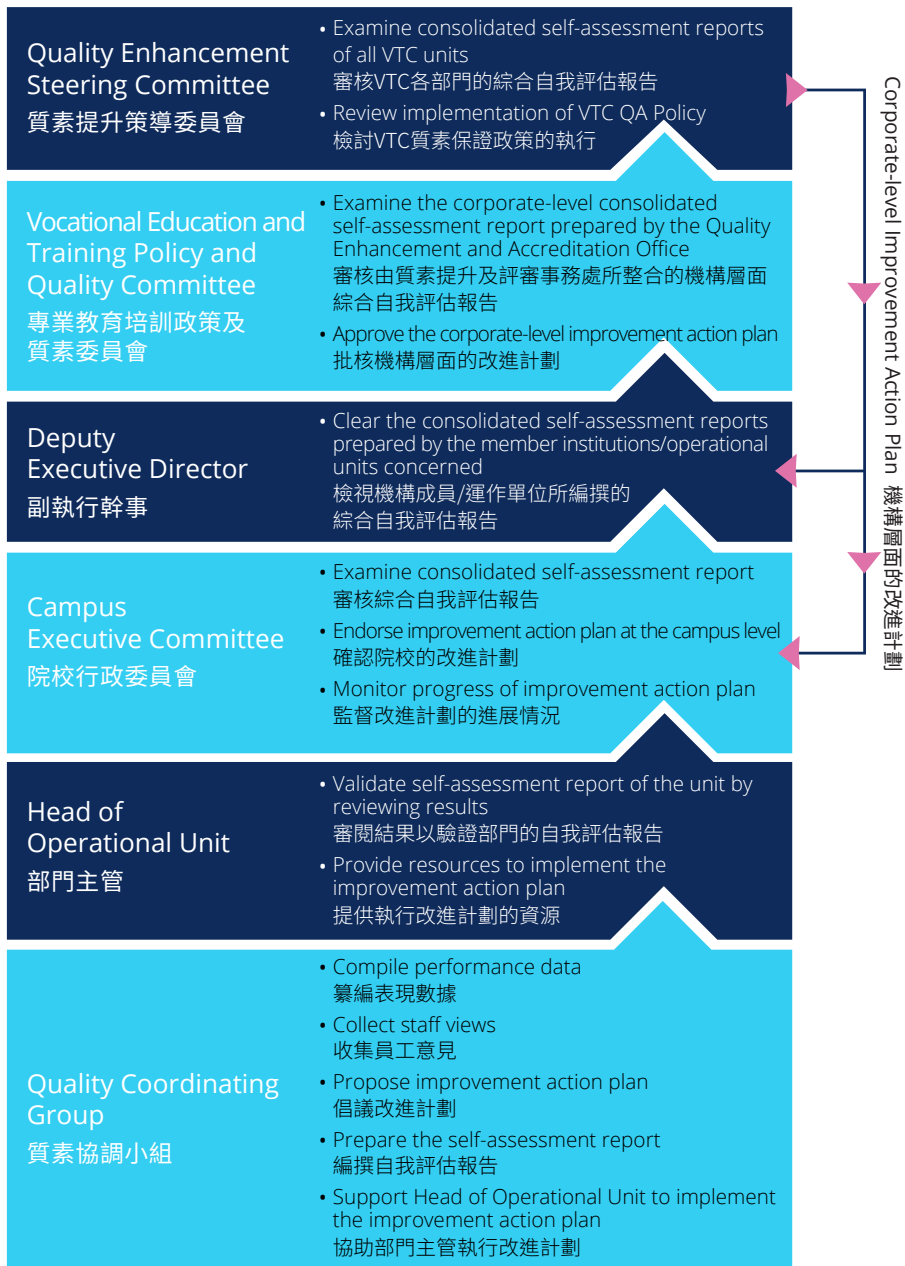 Quality Enhancement
Steering Committee
質素提升策導委員會
• Examine consolidated self-assessment reports
of all VTC units
審核VTC各部門的綜合自我評估報告
• Review implementation of VTC QA Policy
檢討VTC質素保證政策的執行
Vocational Education and
Training Policy and
Quality Committee
專業教育培訓政策及
質素委員會
• Examine the corporate-level consolidated
self-assessment report prepared by the Quality
Enhancement and Accreditation Office
審核由質素提升及評審事務處所整合的機構層面
綜合自我評估報告
• Approve the corporate-level improvement action plan
批核機構層面的改進計劃
Deputy
Executive Director
副執行幹事
• Clear the consolidated self-assessment reports
prepared by the member institutions/operational
units concerned
檢視機構成員/運作單位所編撰的
綜合自我評估報告
Campus
Executive Committee
院校行政委員會
• Examine consolidated self-assessment report
審核綜合自我評估報告
• Endorse improvement action plan at the campus level
確認院校的改進計劃
• Monitor progress of improvement action plan
監督改進計劃的進展情況
Head of
Operational Unit
部門主管
• Validate self-assessment report of the unit by
reviewing results
審閱結果以驗證部門的自我評估報告
• Provide resources to implement the
improvement action plan
提供執行改進計劃的資源
Quality Coordinating
Group
質素協調小組
• Compile performance data
纂編表現數據
• Collect staff views
收集員工意見
• Propose improvement action plan
倡議改進計劃
• Prepare the self-assessment report
編撰自我評估報告
• Support Head of Operational Unit to implement
the improvement action plan
協助部門主管執行改進計劃
Corporate-level Improvement Action Plan 機構層面的改進計劃